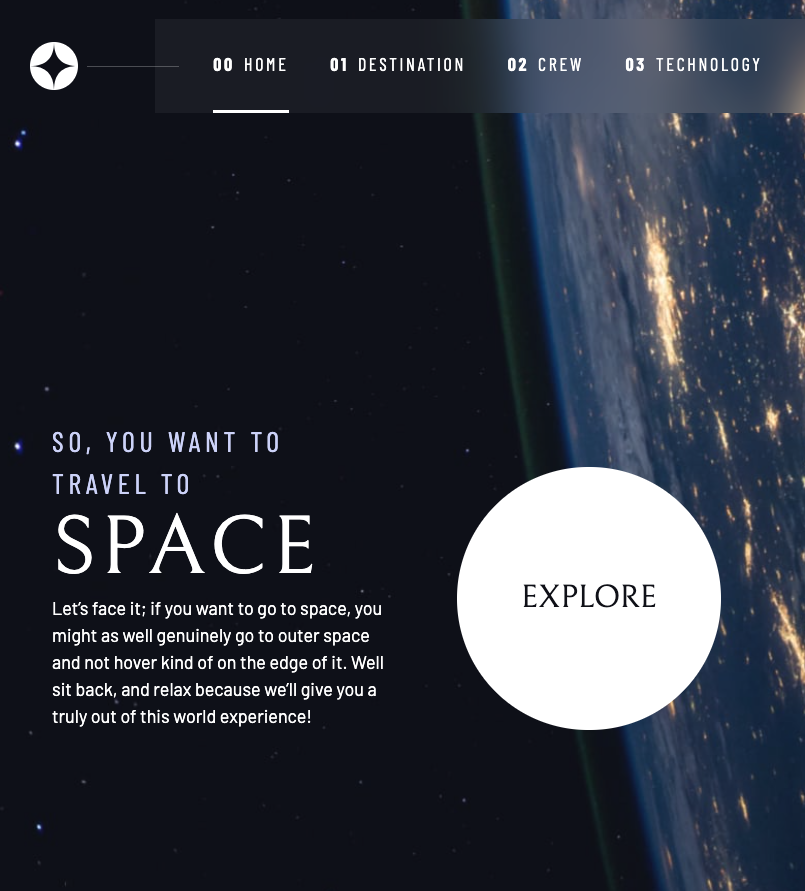 00 HOME 01 DESTINATION 02 CREW 03 TECHNOLOGY
SO, YOU WANT TO
TRAVEL TO
SPACE
Let’s face it; if you want to go to space, you
might as well genuinely go to outer space
and not hover kind of on the edge of it. Well
sit back, and relax because we’ll give you a
truly out of this world experience!
EXPLORE